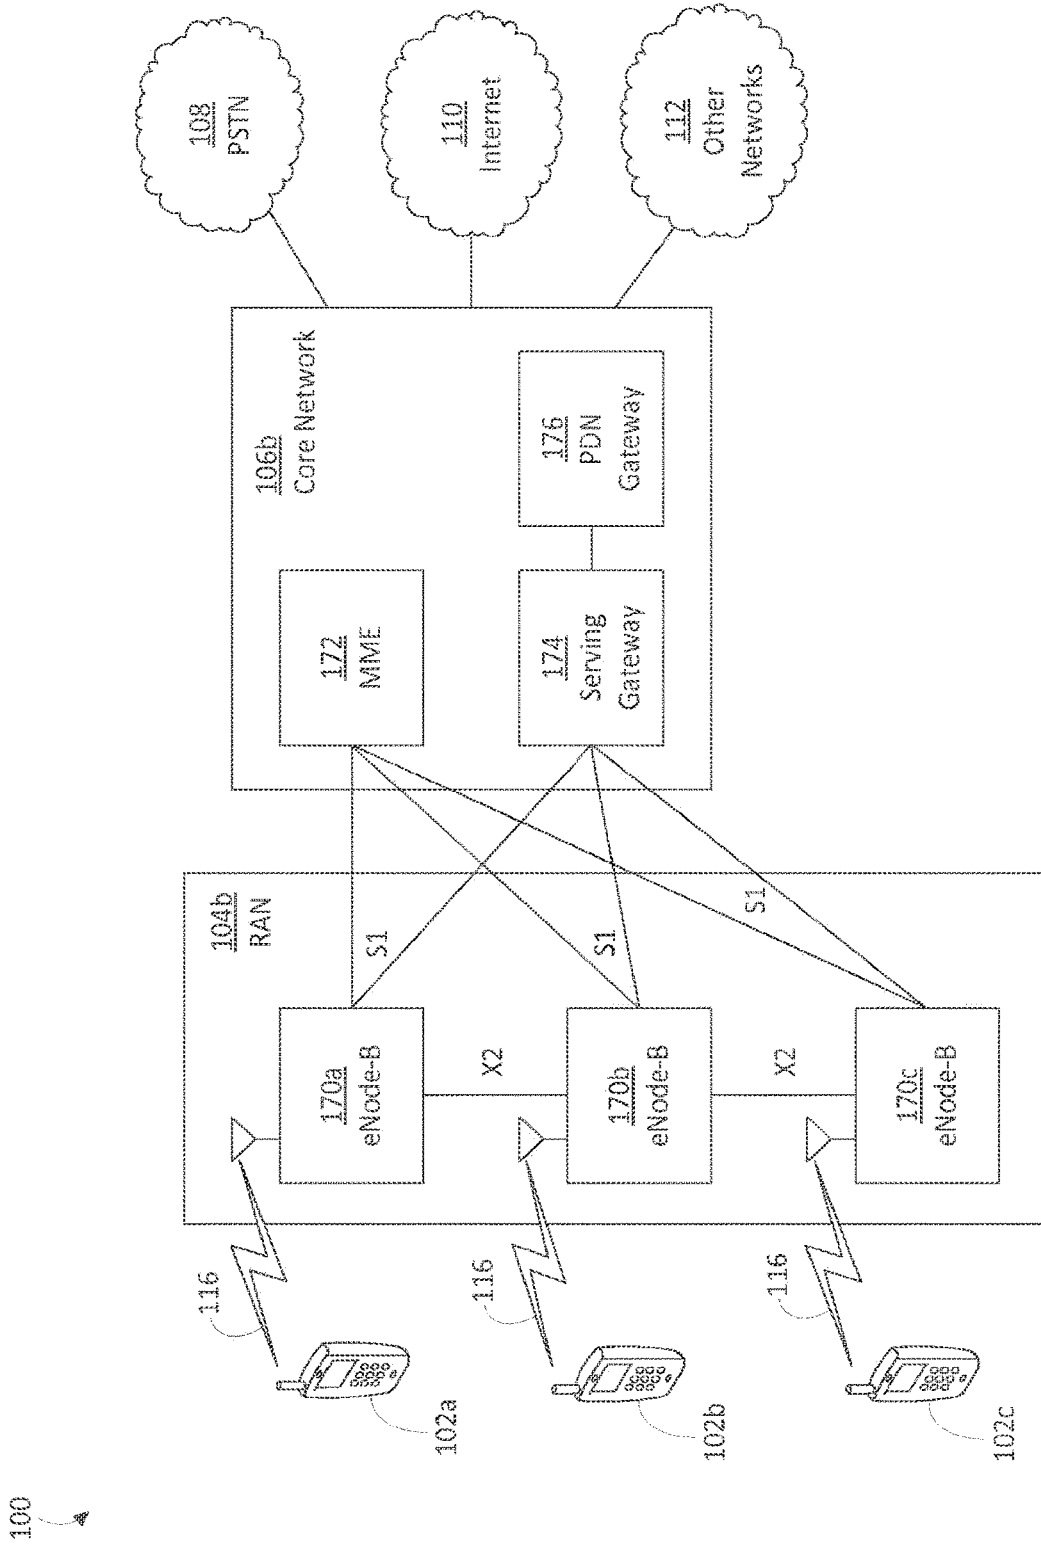 100
102a
116
102b
116
102c
116
104b
RAN
170a
eNode-B
X2
170b
eNode-B
X2
170c
eNode-B
S1
S1
S1
106b
Core Network
172
MME
174
Serving
Gateway
176
PDN
Gateway
108
PSTN
110
Internet
112
Other
Networks